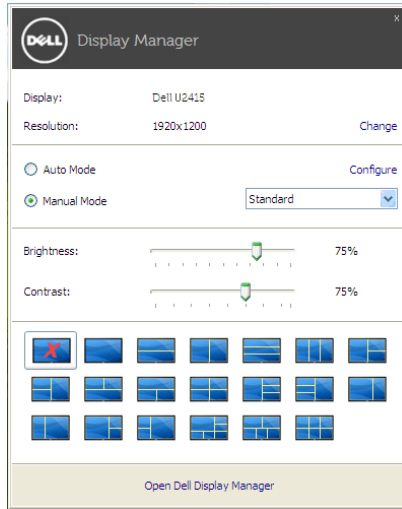 x
DELL Display Manager
Display: Dell U2415
Resolution: 1920x1200 Change
Auto Mode Configure
Manual Mode Standard
Brightness: 75%
Contrast: 75%
X
Open Dell Display Manager